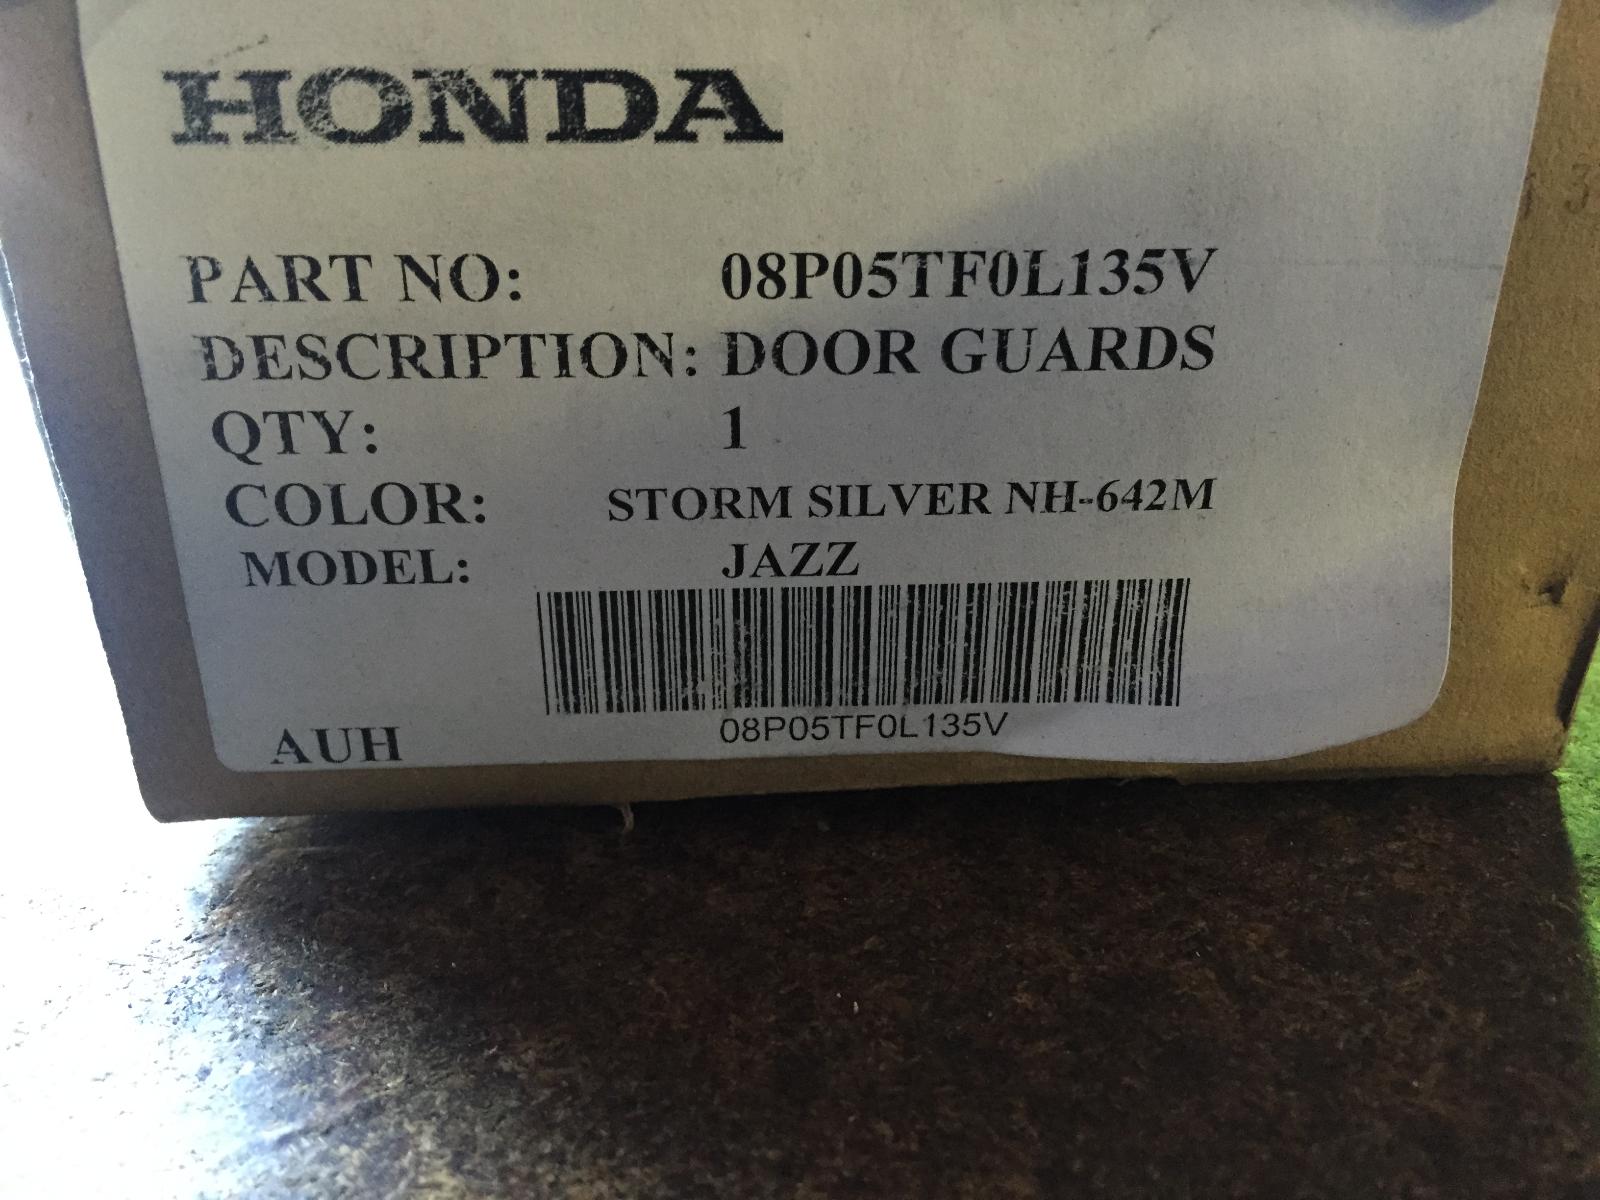 HONDA
PART NO: 08P05TF0L135V
DESCRIPTION: DOOR GUARDS
QTY: 1
COLOR: STORM SILVER NH-642M
MODEL: JAZZ
08P05TF0L135V
AUH